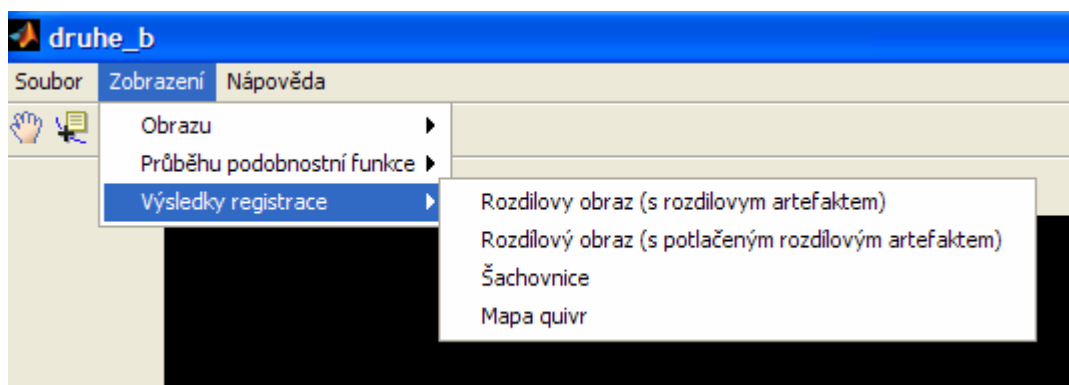 druhe_b
Soubor Zobrazení Nápověda
Obrazu
Průběhu podobnostní funkce
Výsledky registrace
Rozdilovy obraz (s rozdilovym artefaktem)
Rozdílový obraz (s potlačeným rozdílovým artefaktem)
Šachovnice
Mapa quivr